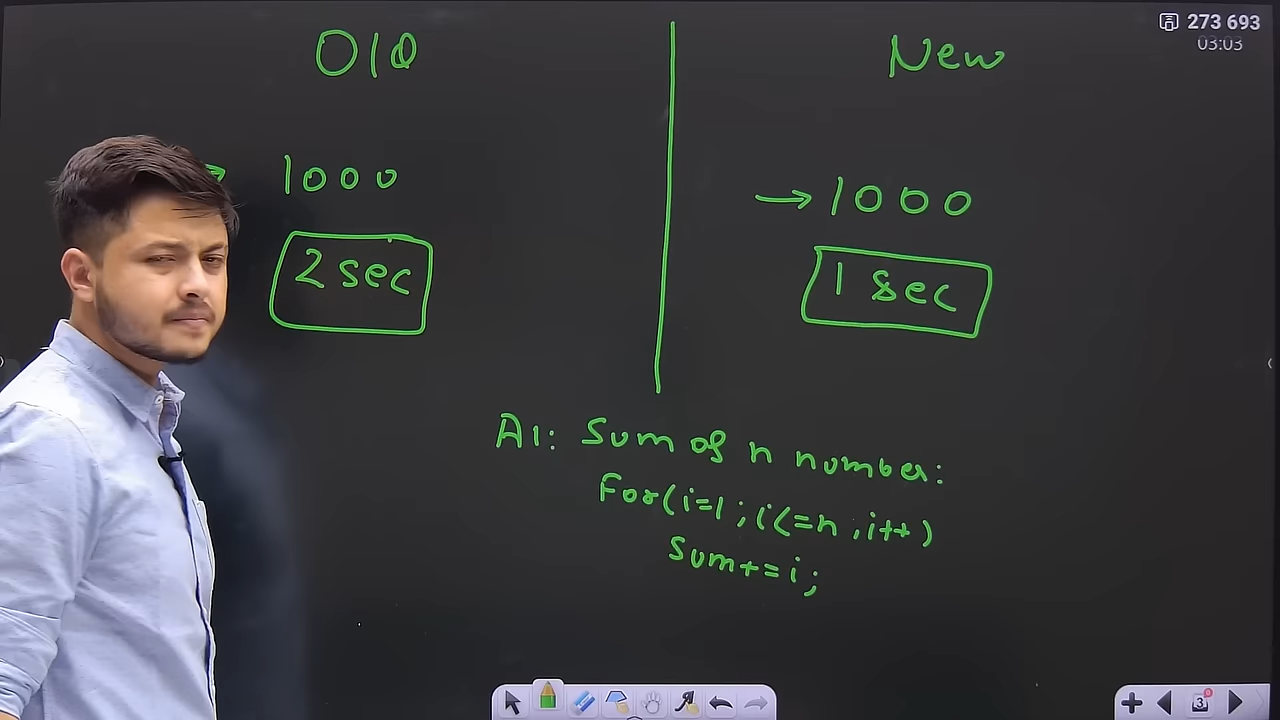 Old
New
1000
2 sec
→ 1000
1 sec
A1: Sum of n number:
For(i=1; i<=n, i++)
Sum+=i;
273 693
03:03
3